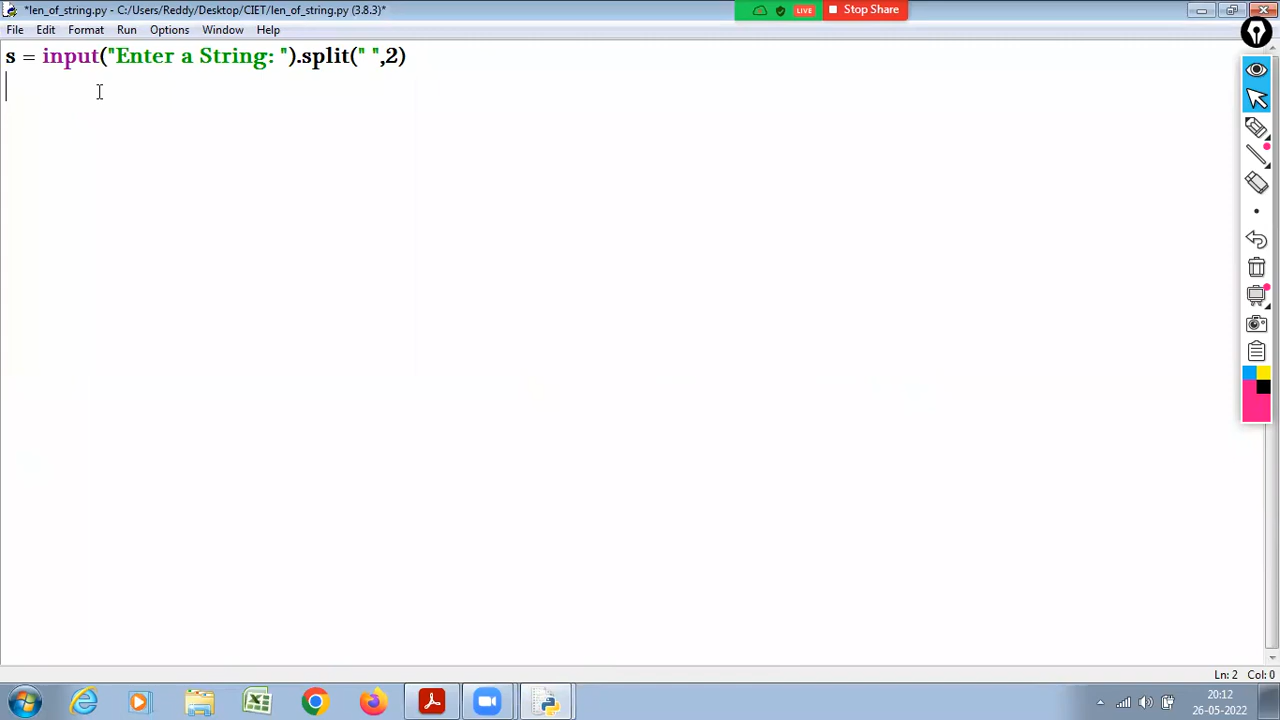 *len_of_string.py - C:/Users/Reddy/Desktop/CIET/len_of_string.py (3.8.3)*
LIVE
Stop Share
File Edit Format Run Options Window Help
s = input("Enter a String: ").split(" ",2)
Ln: 2 Col: 0
20:12
26-05-2022